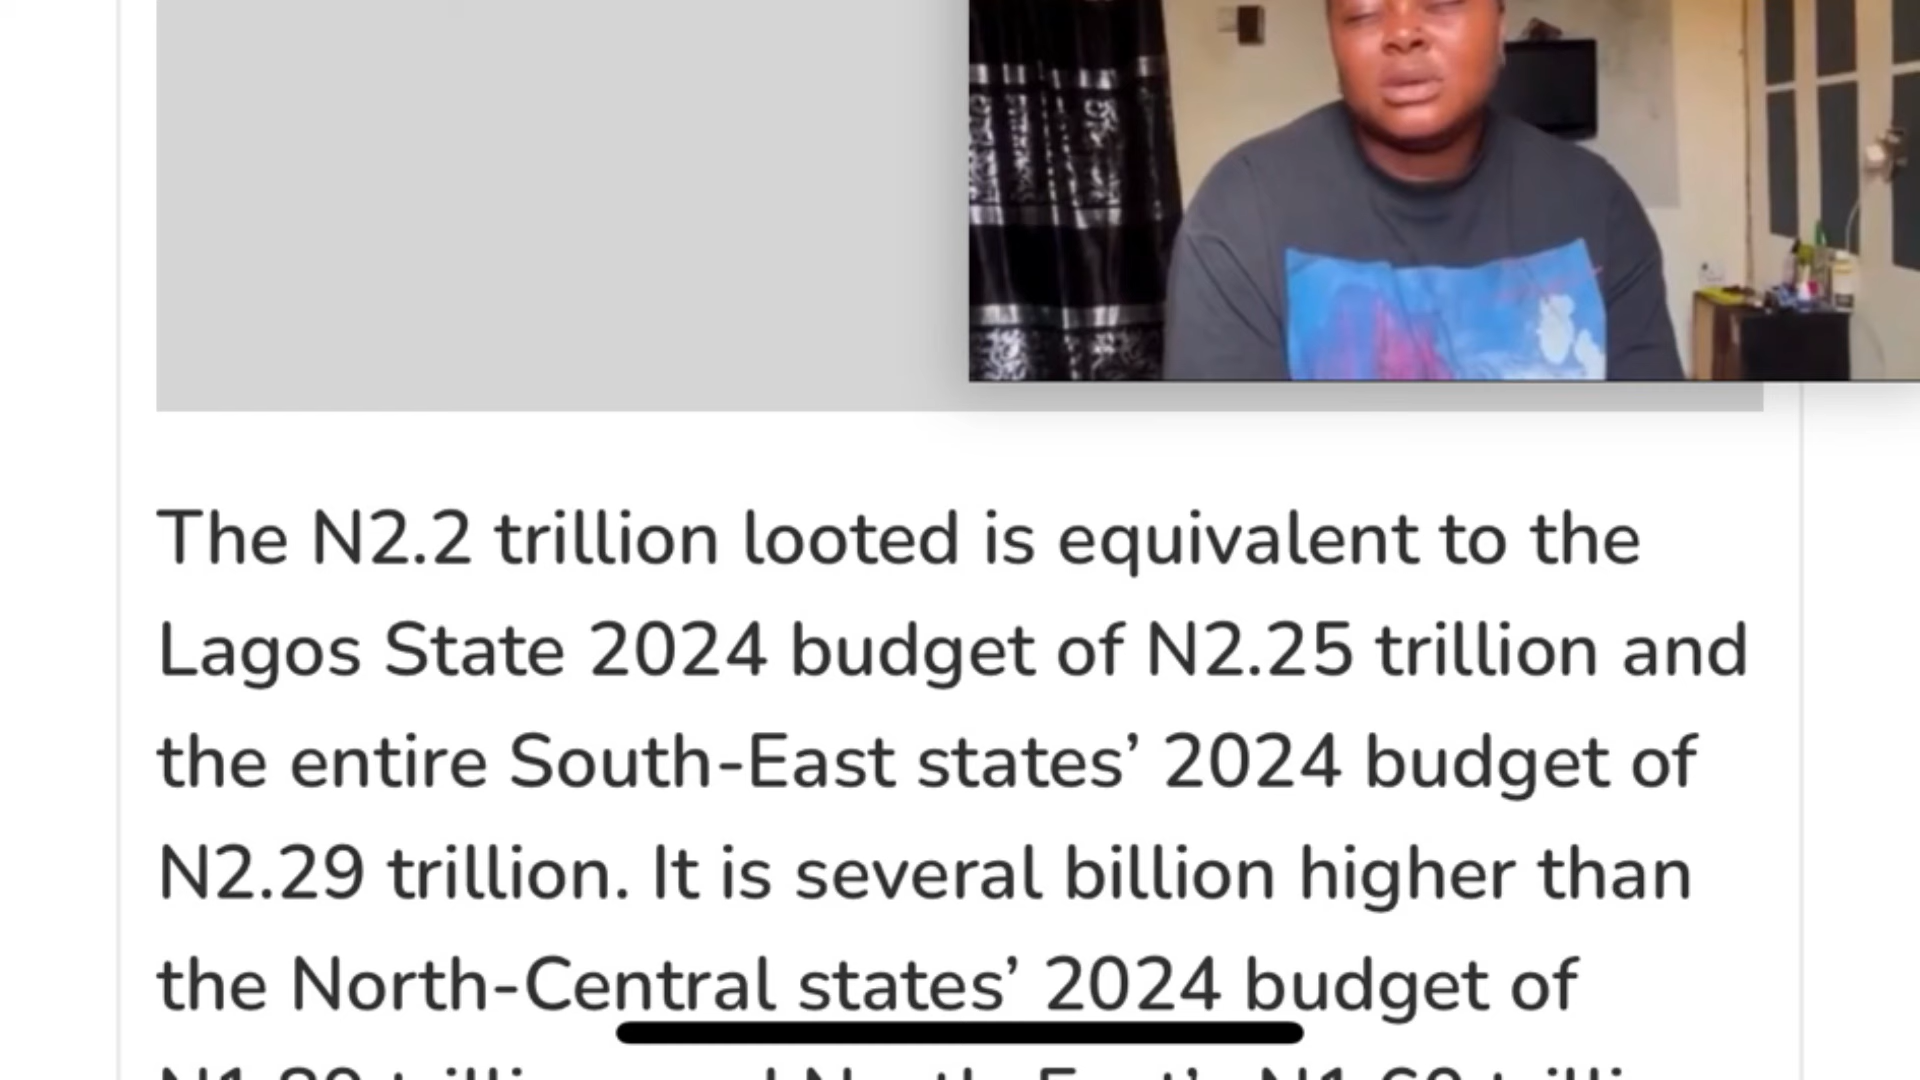 The N2.2 trillion looted is equivalent to the
Lagos State 2024 budget of N2.25 trillion and
the entire South-East states’ 2024 budget of
N2.29 trillion. It is several billion higher than
the North-Central states’ 2024 budget of